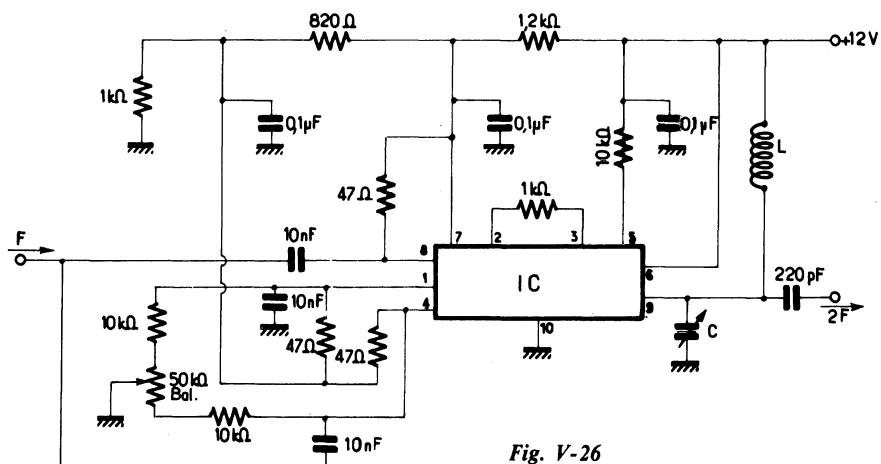 820Ω
1,2kΩ
+12V
1kΩ
0,1µF
0,1µF
10kΩ
0,1µF
L
47Ω
1kΩ
F
10nF
8
7
2
3
5
IC
6
220pF
1
10nF
4
9
2F
10kΩ
47Ω
47Ω
10
C
50kΩ
Bal.
10kΩ
10nF
Fig. V-26